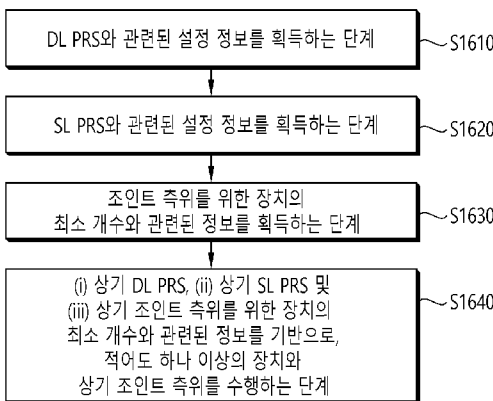 DL PRS와 관련된 설정 정보를 획득하는 단계
S1610
SL PRS와 관련된 설정 정보를 획득하는 단계
S1620
조인트 측위를 위한 장치의
최소 개수와 관련된 정보를 획득하는 단계
S1630
(i) 상기 DL PRS, (ii) 상기 SL PRS 및
(iii) 상기 조인트 측위를 위한 장치의
최소 개수와 관련된 정보를 기반으로,
적어도 하나 이상의 장치와
상기 조인트 측위를 수행하는 단계
S1640